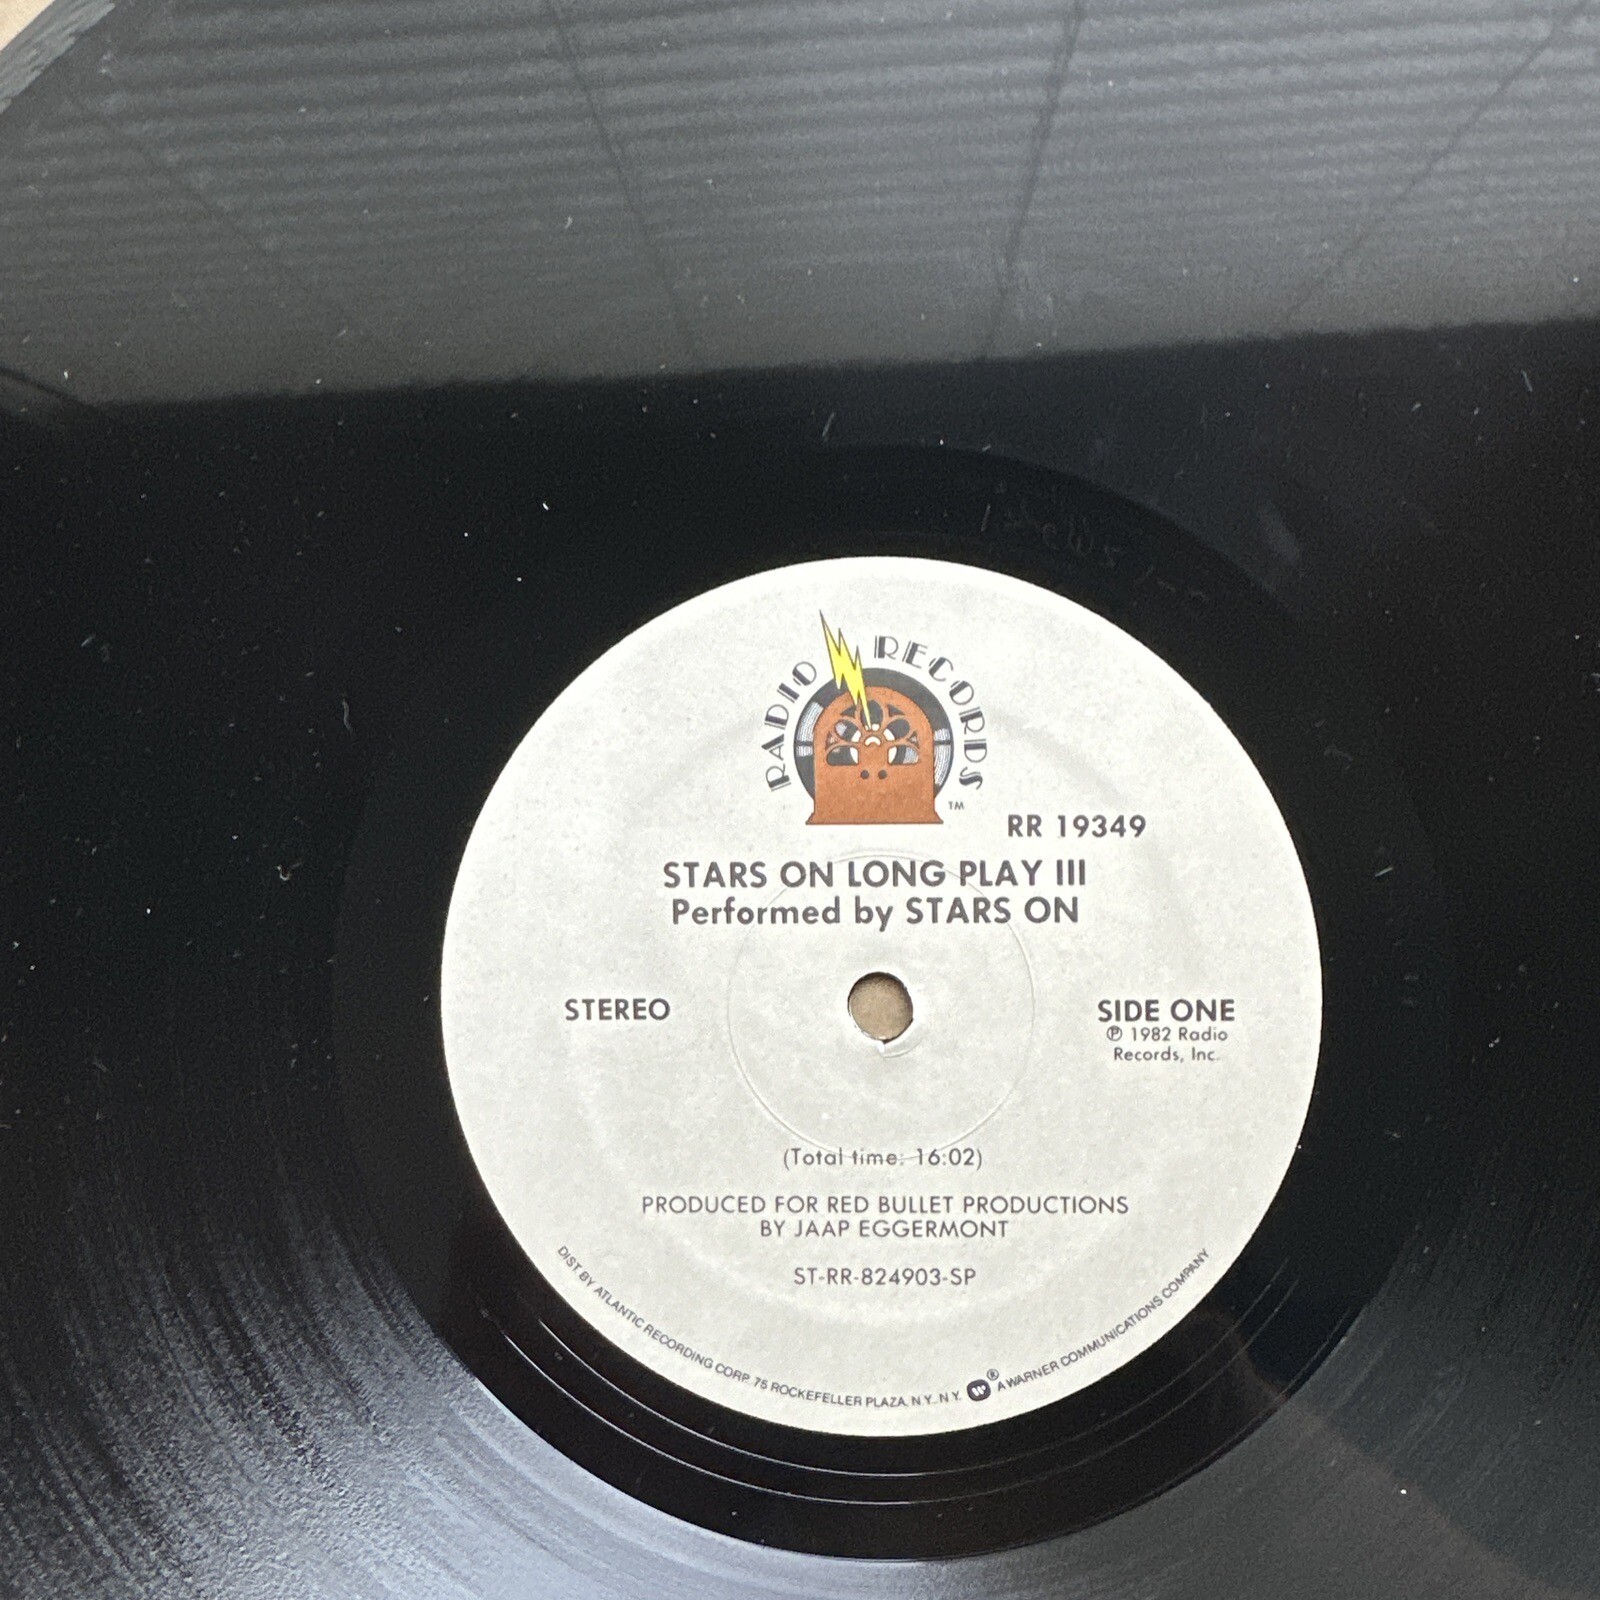 RADIO RECORDS
TM
RR 19349
STARS ON LONG PLAY III
Performed by STARS ON
STEREO
SIDE ONE
℗ 1982 Radio
Records, Inc.
(Total time: 16:02)
PRODUCED FOR RED BULLET PRODUCTIONS
BY JAAP EGGERMONT
ST-RR-824903-SP
DIST. BY ATLANTIC RECORDING CORP. 75 ROCKEFELLER PLAZA, N.Y., N.Y. ® A WARNER COMMUNICATIONS COMPANY